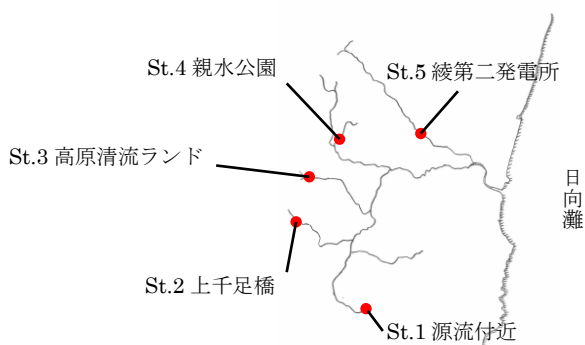 St.4 親水公園
St.5 綾第二発電所
St.3 高原清流ランド
日向灘
St.2 上千足橋
St.1 源流付近